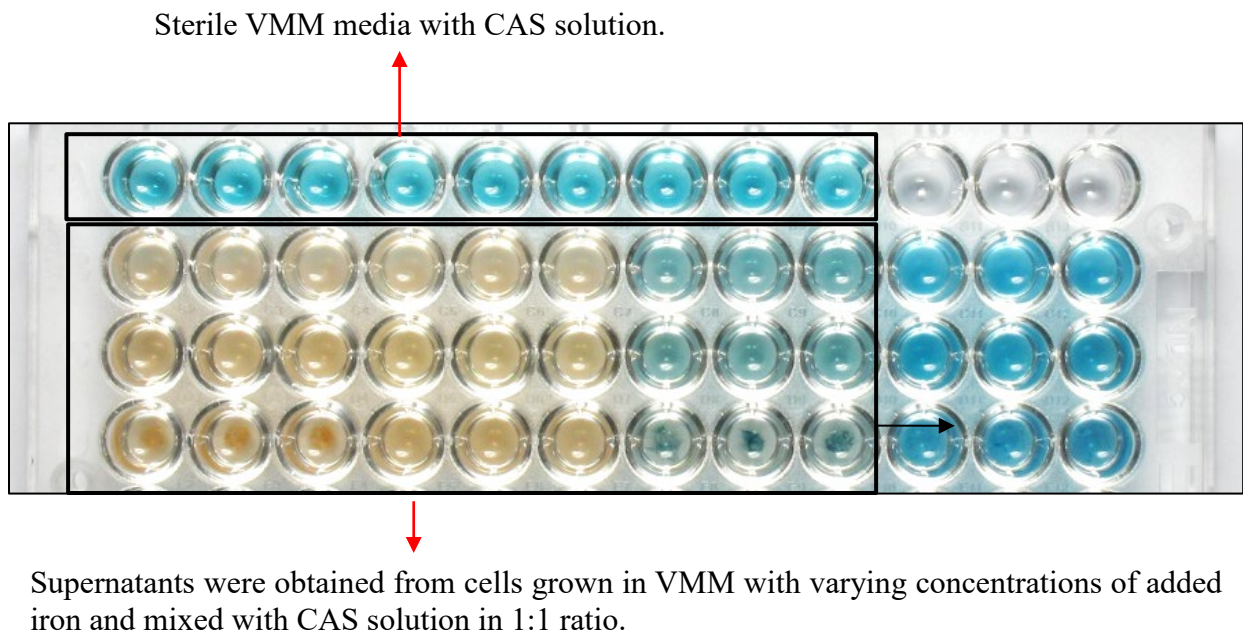 Sterile VMM media with CAS solution.
Supernatants were obtained from cells grown in VMM with varying concentrations of added
iron and mixed with CAS solution in 1:1 ratio.